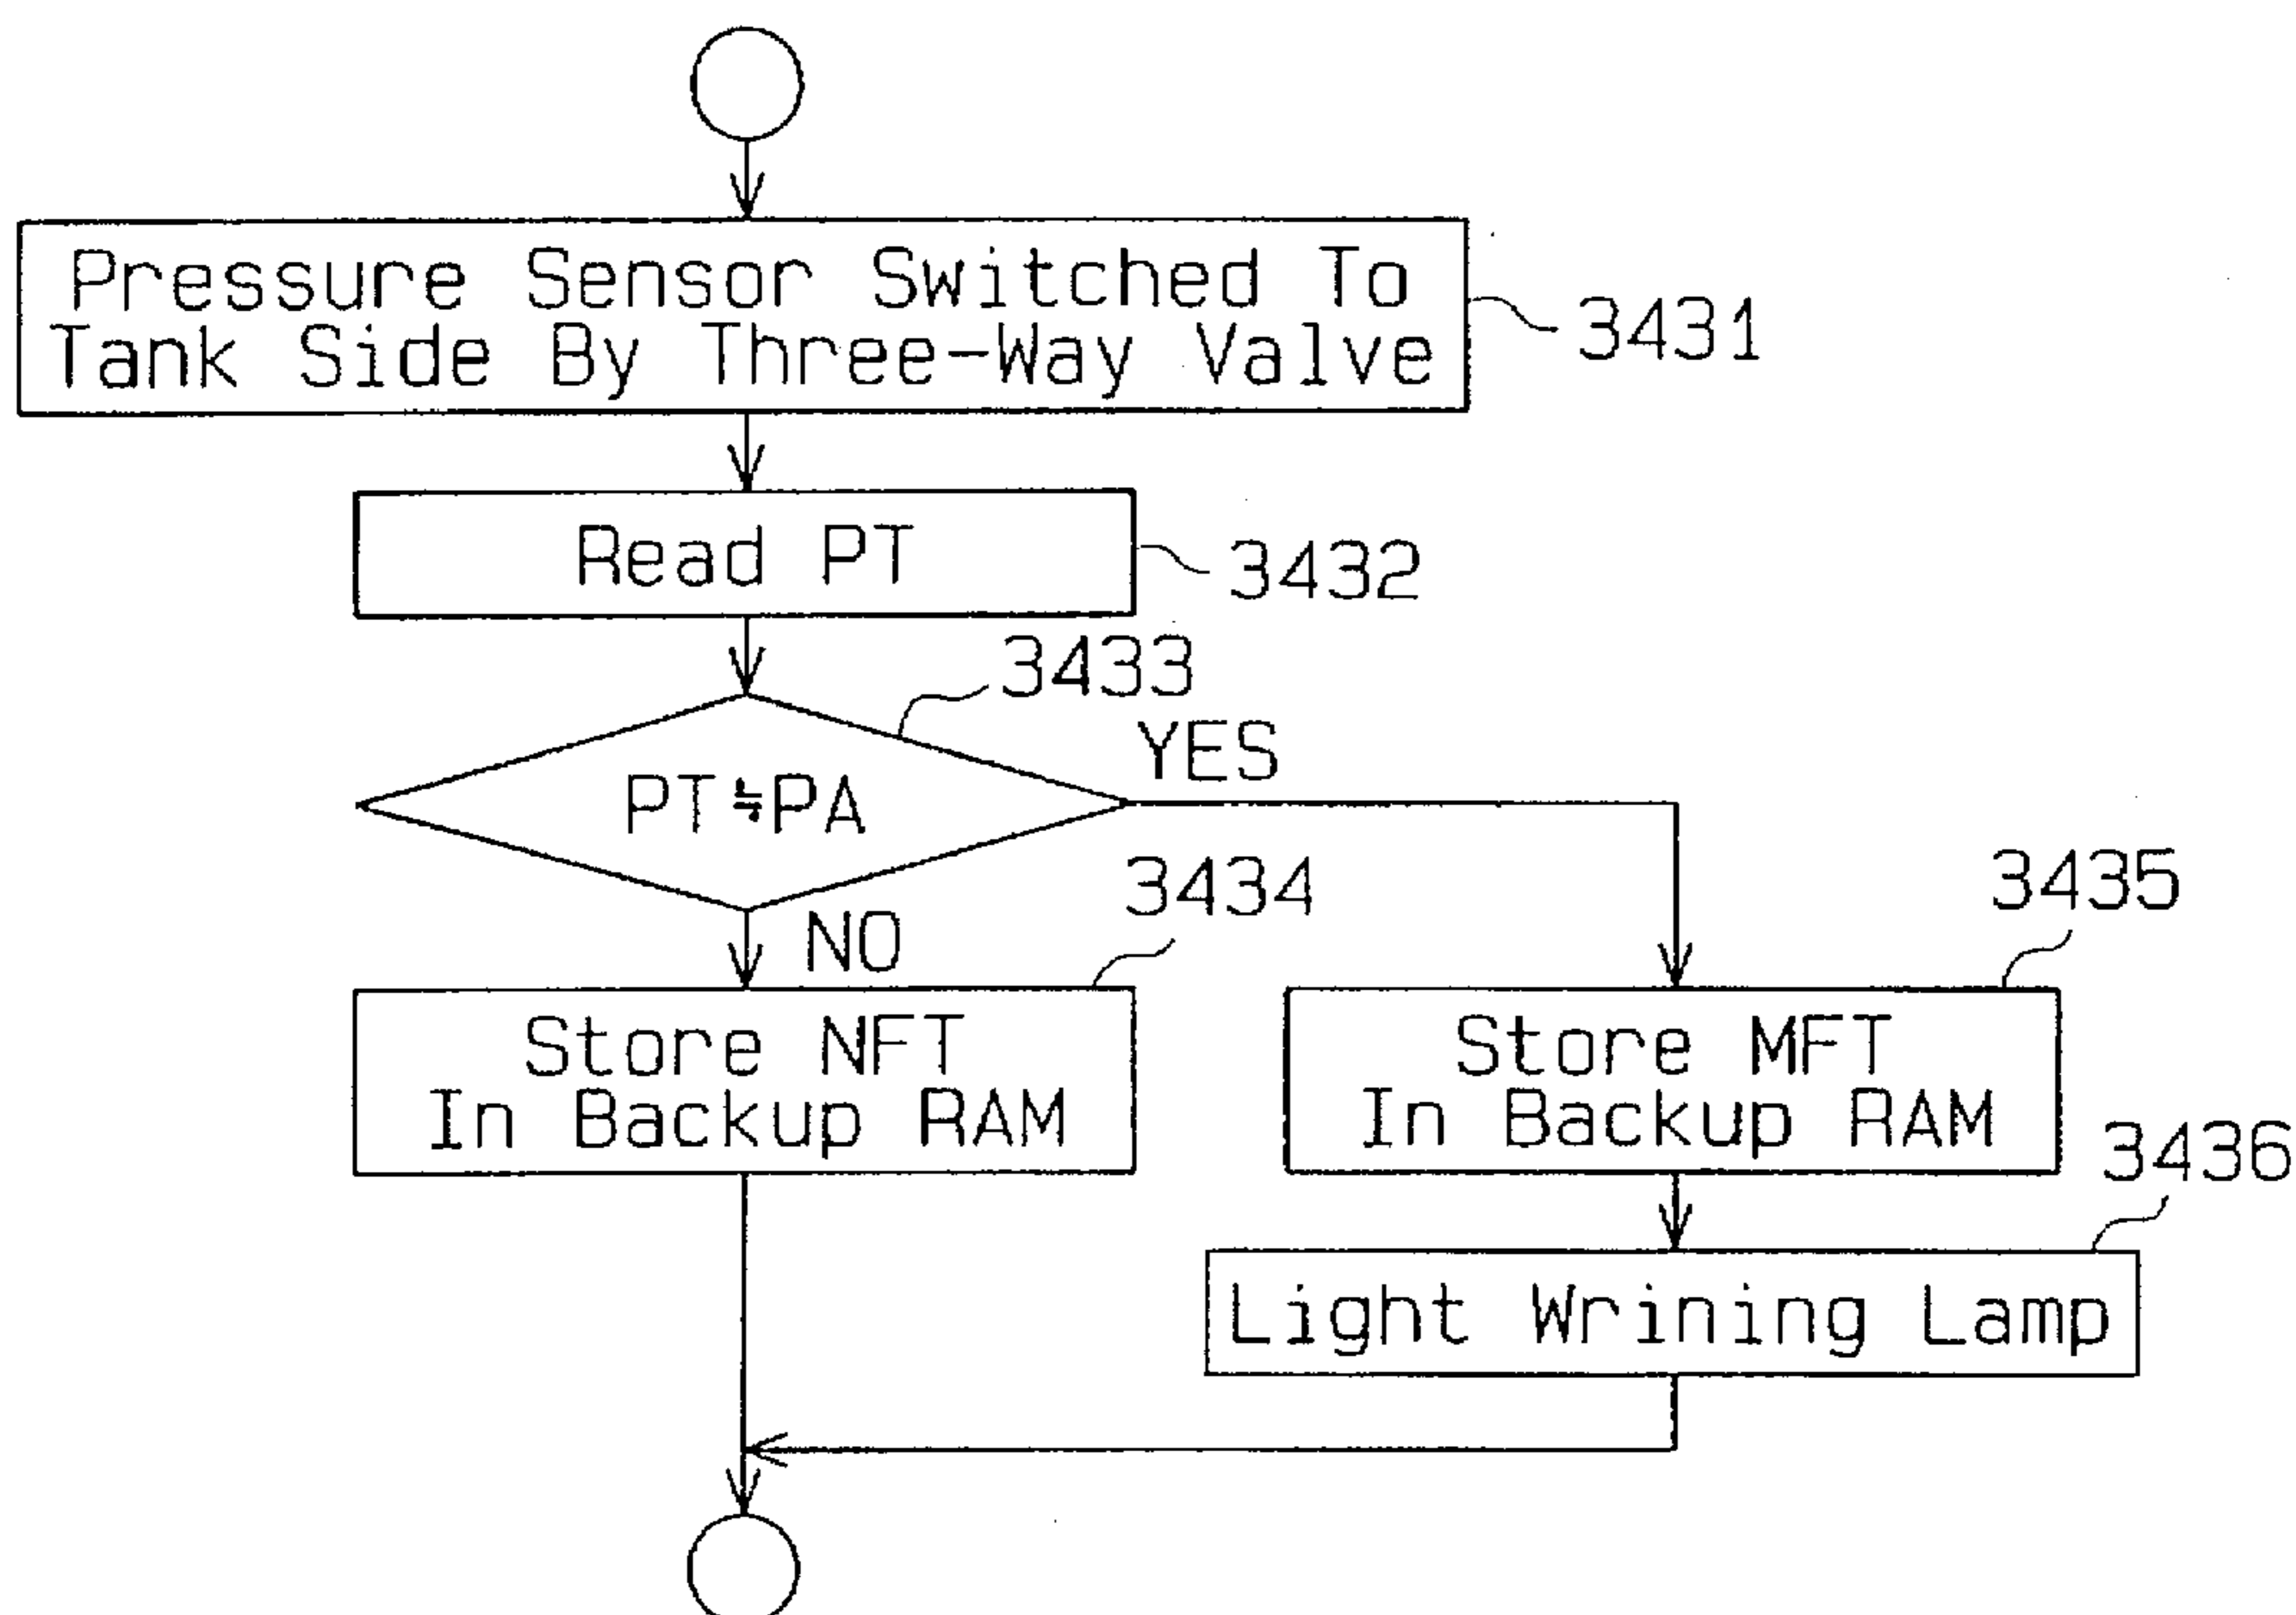 Pressure Sensor Switched To
Tank Side By Three-Way Valve
3431
Read PT
3432
3433
YES
PT≒PA
3434
3435
NO
Store NFT
In Backup RAM
Store MFT
In Backup RAM
3436
Light Wrining Lamp